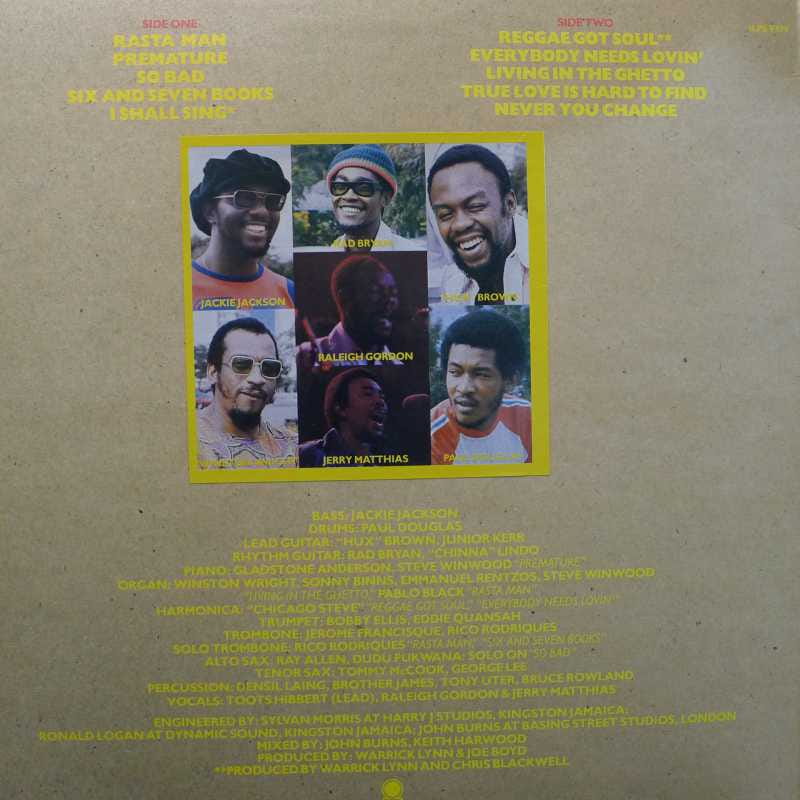 SIDE ONE
RASTA MAN
PREMATURE
SO BAD
SIX AND SEVEN BOOKS
I SHALL SING*
SIDE TWO
REGGAE GOT SOUL**
EVERYBODY NEEDS LOVIN'
LIVING IN THE GHETTO
TRUE LOVE IS HARD TO FIND
NEVER YOU CHANGE
RAD BRYAN
JACKIE JACKSON
BROWN
RALEIGH GORDON
JERRY MATTHIAS
BASS: JACKIE JACKSON
DRUMS: PAUL DOUGLAS
LEAD GUITAR: "HUX" BROWN, JUNIOR KERR
RHYTHM GUITAR: RAD BRYAN, "CHINNA" LINDO
PIANO: GLADSTONE ANDERSON, STEVE WINWOOD "PREMATURE"
ORGAN: WINSTON WRIGHT, SONNY BINNS, EMMANUEL RENTZOS, STEVE WINWOOD
"LIVING IN THE GHETTO," PABLO BLACK "RASTA MAN"
HARMONICA: "CHICAGO STEVE" "REGGAE GOT SOUL," "EVERYBODY NEEDS LOVIN'"
TRUMPET: BOBBY ELLIS, EDDIE QUANSAH
TROMBONE: JEROME FRANCISQUE, RICO RODRIQUES
SOLO TROMBONE: RICO RODRIQUES "RASTA MAN," "SIX AND SEVEN BOOKS"
ALTO SAX: RAY ALLEN, DUDU PUKWANA: SOLO ON "SO BAD"
TENOR SAX: TOMMY McCOOK, GEORGE LEE
PERCUSSION: DENSIL LAING, BROTHER JAMES, TONY UTER, BRUCE ROWLAND
VOCALS: TOOTS HIBBERT (LEAD), RALEIGH GORDON & JERRY MATTHIAS
ENGINEERED BY: SYLVAN MORRIS AT HARRY J STUDIOS, KINGSTON JAMAICA:
RONALD LOGAN AT DYNAMIC SOUND, KINGSTON JAMAICA: JOHN BURNS AT BASING STREET STUDIOS, LONDON
MIXED BY: JOHN BURNS, KEITH HARWOOD
PRODUCED BY: WARRICK LYNN & JOE BOYD
**PRODUCED BY WARRICK LYNN AND CHRIS BLACKWELL